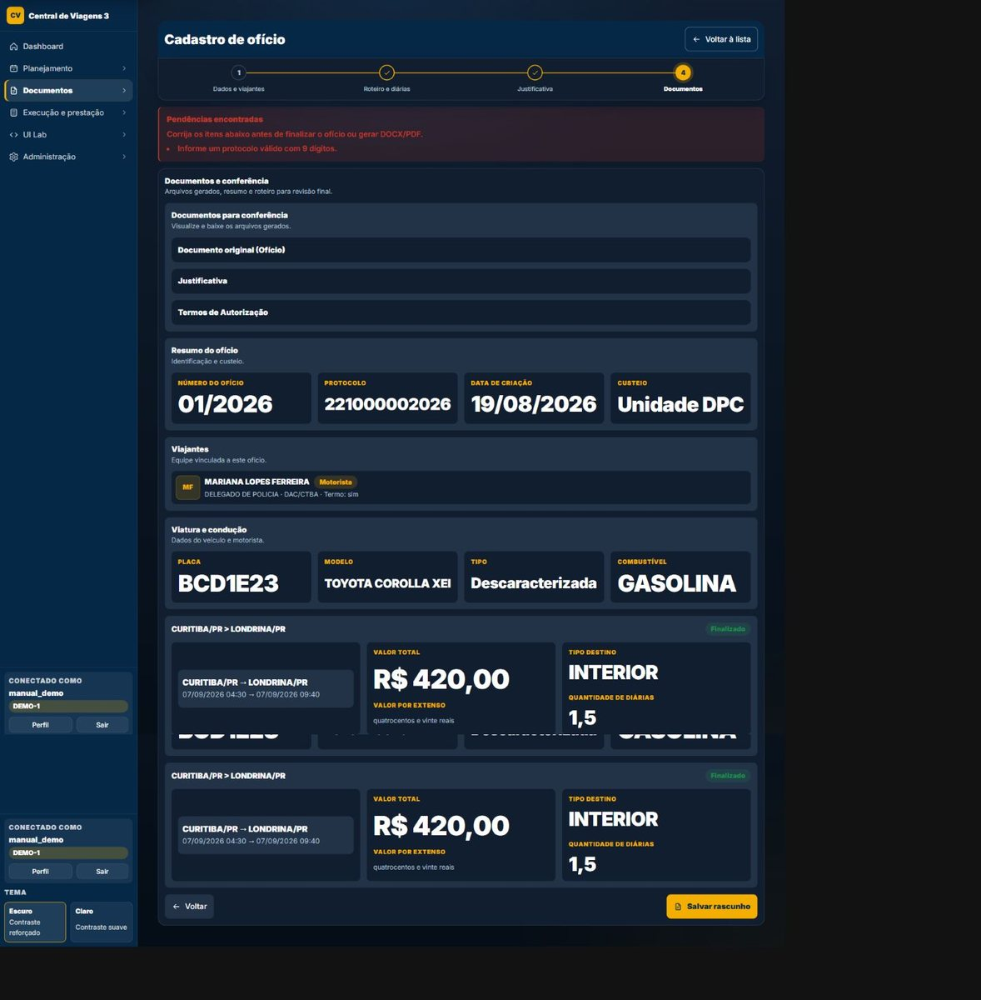 CV Central de Viagens 3
Dashboard
Planejamento
Documentos
Execução e prestação
UI Lab
Administração
CONECTADO COMO
manual_demo
DEMO-1
Perfil Sair
CONECTADO COMO
manual_demo
DEMO-1
Perfil Sair
TEMA
Escuro
Contraste
reforçado
Claro
Contraste suave
Cadastro de ofício
← Voltar à lista
1 4
Dados e viajantes Roteiro e diárias Justificativa Documentos
Pendências encontradas
Corrija os itens abaixo antes de finalizar o ofício ou gerar DOCX/PDF.
• Informe um protocolo válido com 9 dígitos.
Documentos e conferência
Arquivos gerados, resumo e roteiro para revisão final.
Documentos para conferência
Visualize e baixe os arquivos gerados.
Documento original (Ofício)
Justificativa
Termos de Autorização
Resumo do ofício
Identificação e custeio.
NÚMERO DO OFÍCIO PROTOCOLO DATA DE CRIAÇÃO CUSTEIO
01/2026 221000002026 19/08/2026 Unidade DPC
Viajantes
Equipe vinculada a este ofício.
MF MARIANA LOPES FERREIRA Motorista
DELEGADO DE POLICIA · DAC/CTBA · Termo: sim
Viatura e condução
Dados do veículo e motorista.
PLACA MODELO TIPO COMBUSTÍVEL
BCD1E23 TOYOTA COROLLA XEI Descaracterizada GASOLINA
CURITIBA/PR > LONDRINA/PR Finalizado
CURITIBA/PR → LONDRINA/PR
07/09/2026 04:30 → 07/09/2026 09:40
VALOR TOTAL
R$ 420,00
VALOR POR EXTENSO
quatrocentos e vinte reais
TIPO DESTINO
INTERIOR
QUANTIDADE DE DIÁRIAS
1,5
BCD1E23 Descaracterizada GASOLINA
CURITIBA/PR > LONDRINA/PR Finalizado
CURITIBA/PR → LONDRINA/PR
07/09/2026 04:30 → 07/09/2026 09:40
VALOR TOTAL
R$ 420,00
VALOR POR EXTENSO
quatrocentos e vinte reais
TIPO DESTINO
INTERIOR
QUANTIDADE DE DIÁRIAS
1,5
← Voltar
Salvar rascunho